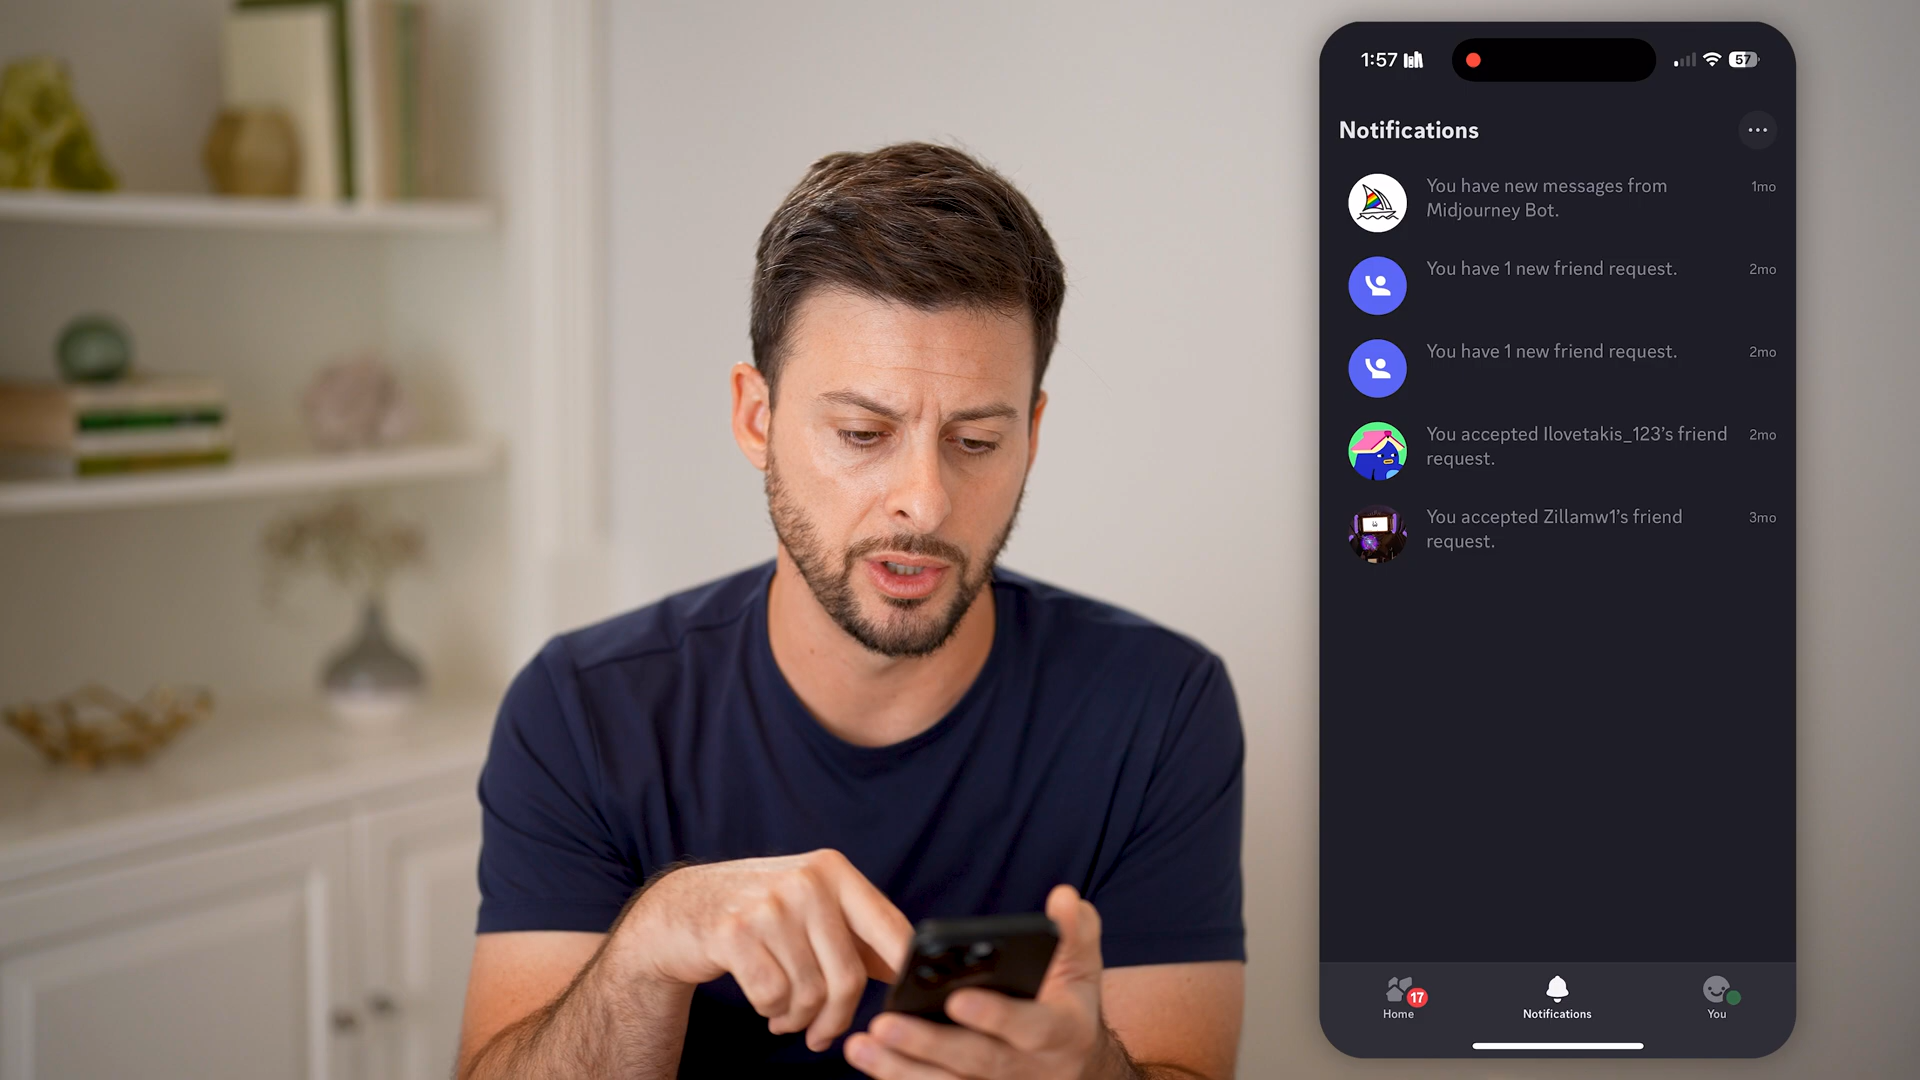 1:57
57
Notifications
You have new messages from
Midjourney Bot.
1mo
You have 1 new friend request.
2mo
You have 1 new friend request.
2mo
You accepted Ilovetakis_123's friend
request.
2mo
You accepted Zillamw1's friend
request.
3mo
17
Home
Notifications
You